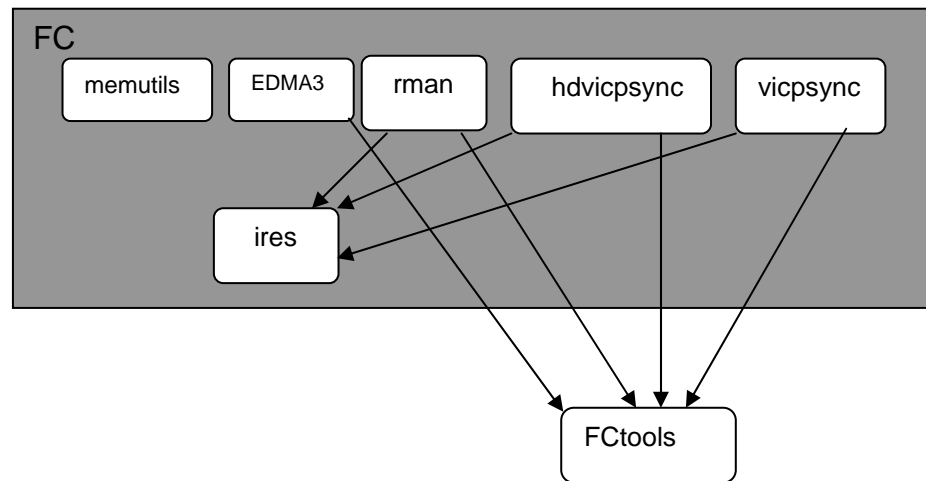 FC
memutils
EDMA3
rman
hdvicpsync
vicpsync
ires
FCtools